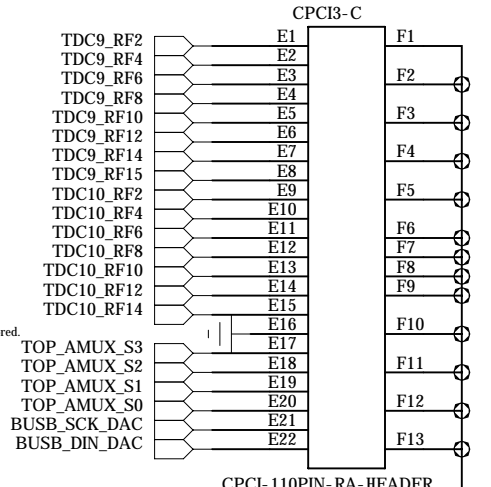 CPCI3-C
TDC9_RF2 E1 F1
TDC9_RF4 E2
TDC9_RF6 E3 F2
TDC9_RF8 E4
TDC9_RF10 E5 F3
TDC9_RF12 E6
TDC9_RF14 E7 F4
TDC9_RF15 E8
TDC10_RF2 E9 F5
TDC10_RF4 E10
TDC10_RF6 E11 F6
TDC10_RF8 E12 F7
TDC10_RF10 E13 F8
TDC10_RF12 E14 F9
TDC10_RF14 E15
red. E16 F10
TOP_AMUX_S3 E17
TOP_AMUX_S2 E18 F11
TOP_AMUX_S1 E19
TOP_AMUX_S0 E20 F12
BUSB_SCK_DAC E21
BUSB_DIN_DAC E22 F13
CPCI-110PIN-RA-HEADER